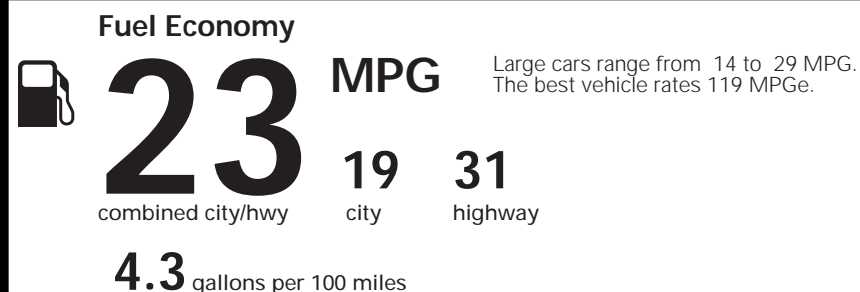 Fuel Economy
23 MPG
Large cars range from 14 to 29 MPG.
The best vehicle rates 119 MPGe.
19 31
combined city/hwy city highway
4.3 gallons per 100 miles